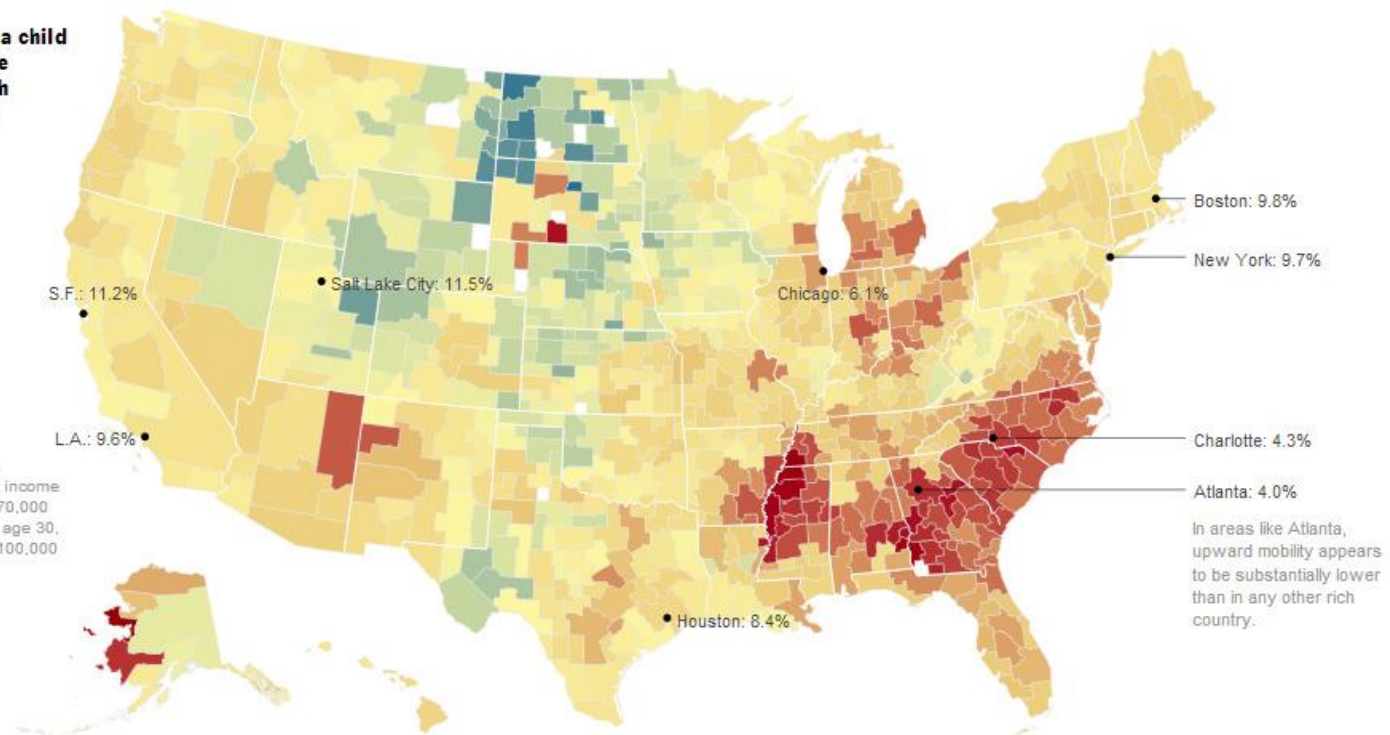 a child
e
h
Boston: 9.8%
New York: 9.7%
Salt Lake City: 11.5%
S.F.: 11.2%
Chicago: 6.1%
L.A.: 9.6%
Charlotte: 4.3%
income
70,000
age 30,
100,000
Atlanta: 4.0%
In areas like Atlanta,
upward mobility appears
to be substantially lower
than in any other rich
country.
Houston: 8.4%